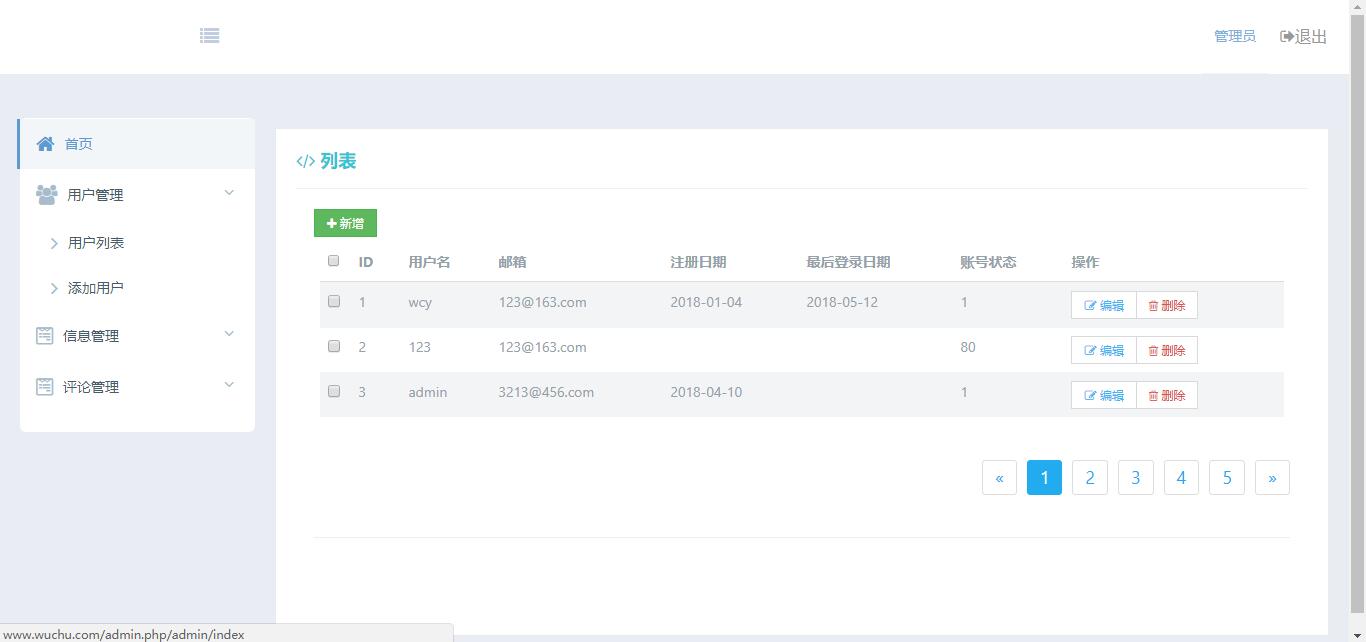 管理员 退出
首页
用户管理
用户列表
添加用户
信息管理
评论管理
</> 列表
新增
ID 用户名 邮箱 注册日期 最后登录日期 账号状态 操作
1 wcy 123@163.com 2018-01-04 2018-05-12 1 编辑 删除
2 123 123@163.com 80 编辑 删除
3 admin 3213@456.com 2018-04-10 1 编辑 删除
« 1 2 3 4 5 »
www.wuchu.com/admin.php/admin/index